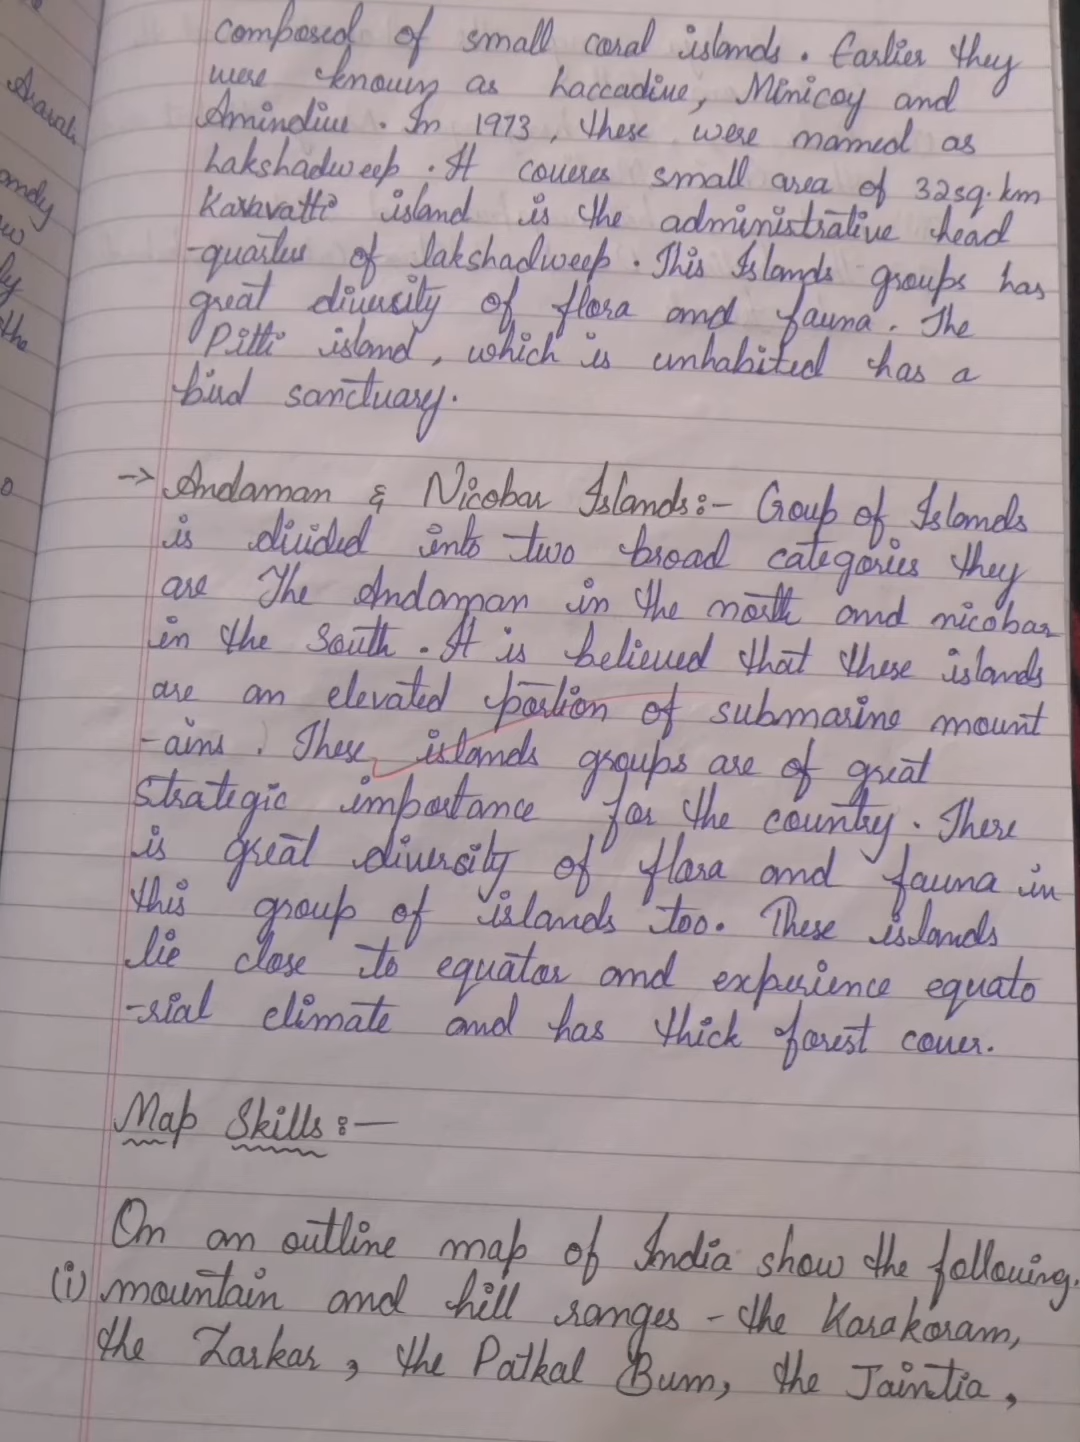 composed of small coral islands. Earlier they
were known as Laccadive, Minicoy and
Amindive. In 1973, these were named as
Lakshadweep. It coveres small area of 32sq.km
Kavavatti island is the administrative head
-quarters of lakshadweep. This Islands groups has
great diversity of flora and fauna. The
Pitti island, which is unhabited has a
bird sanctuary.
→ Andaman & Nicobar Islands:- Group of Islands
is divided into two broad categories they
are The Andaman in the north and nicobar
in the South. It is believed that these islands
are an elevated portion of submarine mount
-ains. These islands groups are of great
strategic importance for the country. There
is great diversity of flora and fauna in
this group of islands too. These islands
lie close to equator and experience equato
-rial climate and has thick forest cover.
Map Skills:-
On an outline map of India show the following.
(i) mountain and hill ranges - the Karakoram,
the Zarkar, the Patkal Bum, the Jaintia,
Aravali
andy
w
ly
the